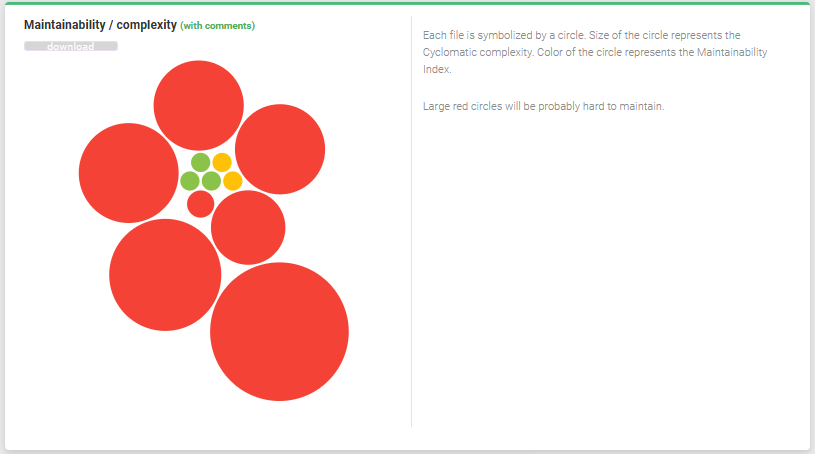 Maintainability / complexity (with comments)
download
Each file is symbolized by a circle. Size of the circle represents the
Cyclomatic complexity. Color of the circle represents the Maintainability
Index.
Large red circles will be probably hard to maintain.